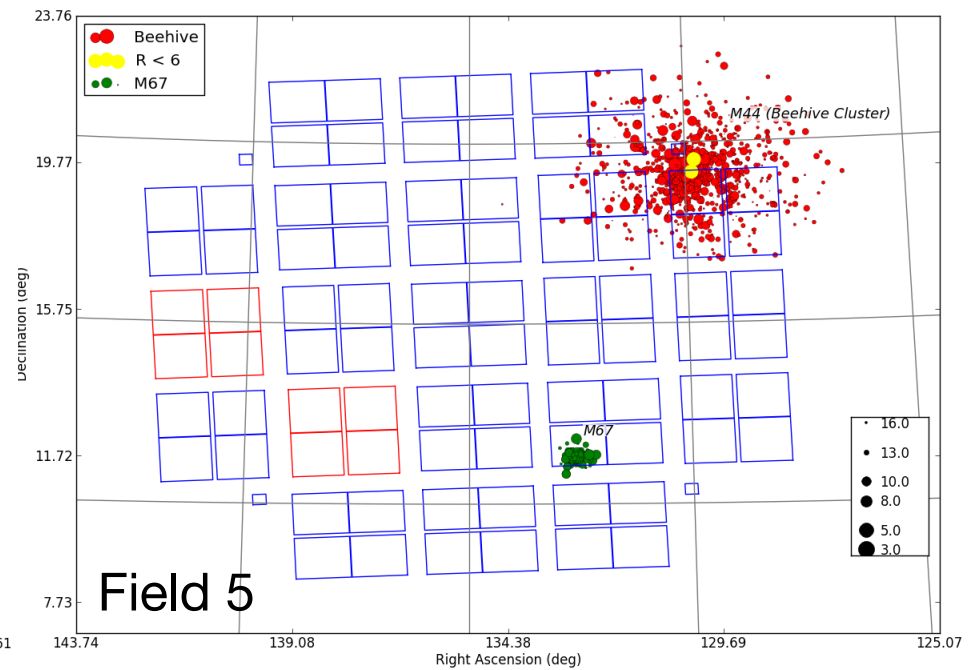 23.76
Beehive
R < 6
M67
M44 (Beehive Cluster)
19.77
15.75
Declination (deg)
M67
16.0
13.0
11.72
10.0
8.0
5.0
3.0
Field 5
7.73
61
143.74
139.08
134.38
129.69
125.07
Right Ascension (deg)